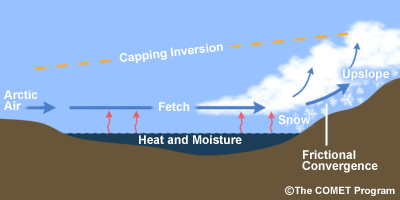 Capping Inversion
Upslope
Arctic
Air
Fetch
Snow
Heat and Moisture
Frictional
Convergence
©The COMET Program